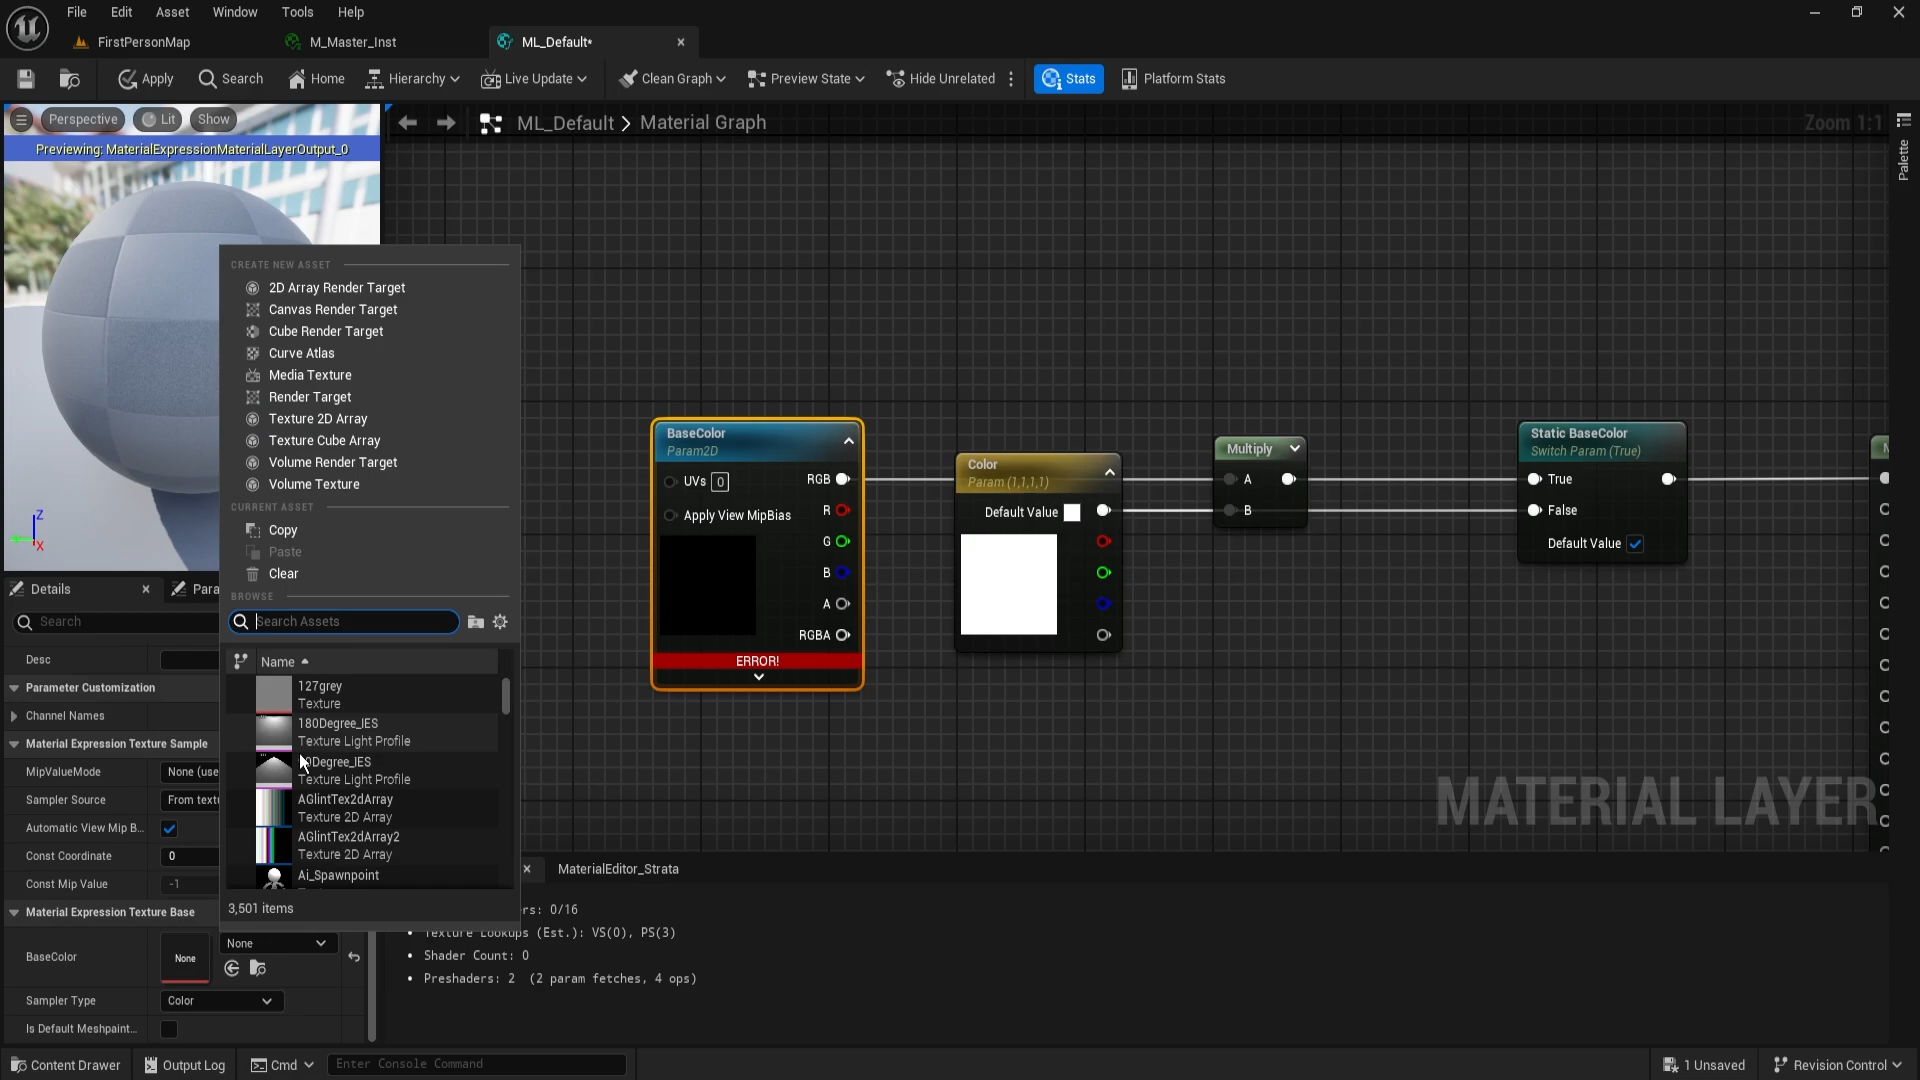 File Edit Asset Window Tools Help
FirstPersonMap
M_Master_Inst
ML_Default*
Apply
Search
Home
Hierarchy
Live Update
Clean Graph
Preview State
Hide Unrelated
Stats
Platform Stats
Perspective
Lit
Show
Previewing: MaterialExpressionMaterialLayerOutput_0
ML_Default > Material Graph
Zoom 1:1
Palette
CREATE NEW ASSET
2D Array Render Target
Canvas Render Target
Cube Render Target
Curve Atlas
Media Texture
Render Target
Texture 2D Array
Texture Cube Array
Volume Render Target
Volume Texture
CURRENT ASSET
Copy
Paste
Clear
BROWSE
Search Assets
Name
127grey
Texture
180Degree_IES
Texture Light Profile
0Degree_IES
Texture Light Profile
AGlintTex2dArray
Texture 2D Array
AGlintTex2dArray2
Texture 2D Array
Ai_Spawnpoint
3,501 items
Z
X
Details
Para
Search
Desc
Parameter Customization
Channel Names
Material Expression Texture Sample
MipValueMode
None (use
Sampler Source
From textu
Automatic View Mip B...
Const Coordinate
0
Const Mip Value
-1
Material Expression Texture Base
BaseColor
None
None
Sampler Type
Color
Is Default Meshpaint...
BaseColor
Param2D
UVs 0
RGB
Apply View MipBias
R
G
B
A
RGBA
ERROR!
Color
Param (1,1,1,1)
Default Value
Multiply
A
B
Static BaseColor
Switch Param (True)
True
False
Default Value
MATERIAL LAYER
MaterialEditor_Strata
rs: 0/16
Texture Lookups (Est.): VS(0), PS(3)
Shader Count: 0
Preshaders: 2 (2 param fetches, 4 ops)
Content Drawer
Output Log
Cmd
Enter Console Command
1 Unsaved
Revision Control